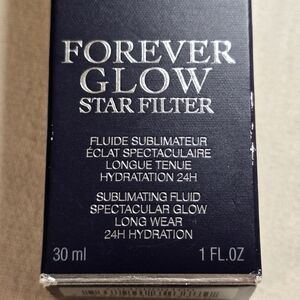 FOREVER
GLOW
STAR FILTER
FLUIDE SUBLIMATEUR
ÉCLAT SPECTACULAIRE
LONGUE TENUE
HYDRATATION 24H
SUBLIMATING FLUID
SPECTACULAR GLOW
LONG WEAR
24H HYDRATION
30 ml 1 FL.OZ